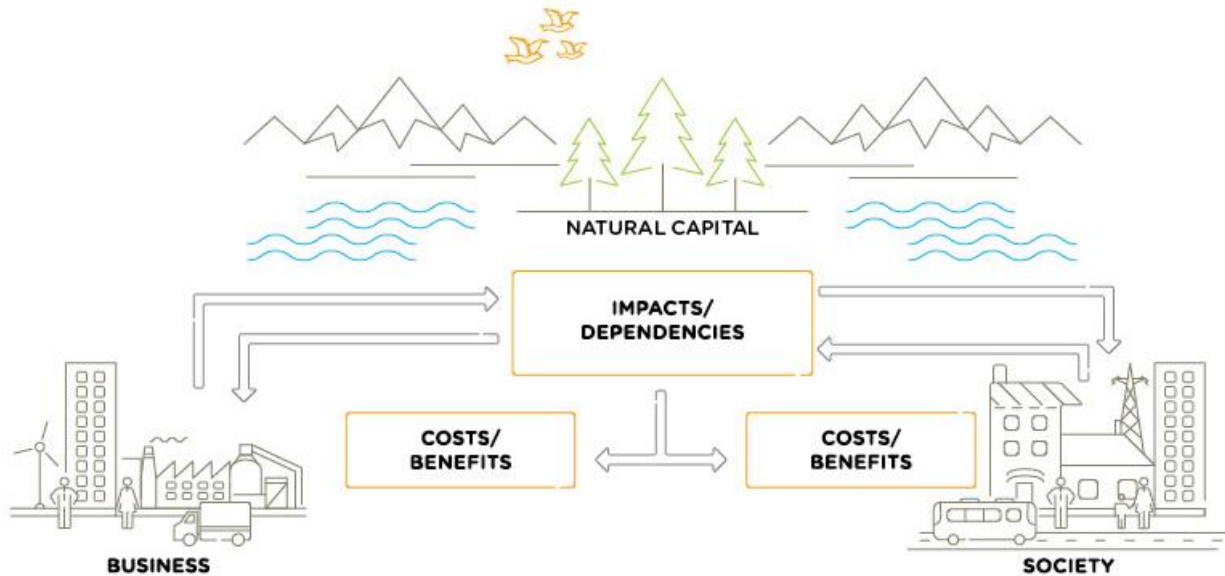 NATURAL CAPITAL
IMPACTS/
DEPENDENCIES
COSTS/
BENEFITS
COSTS/
BENEFITS
BUSINESS
SOCIETY